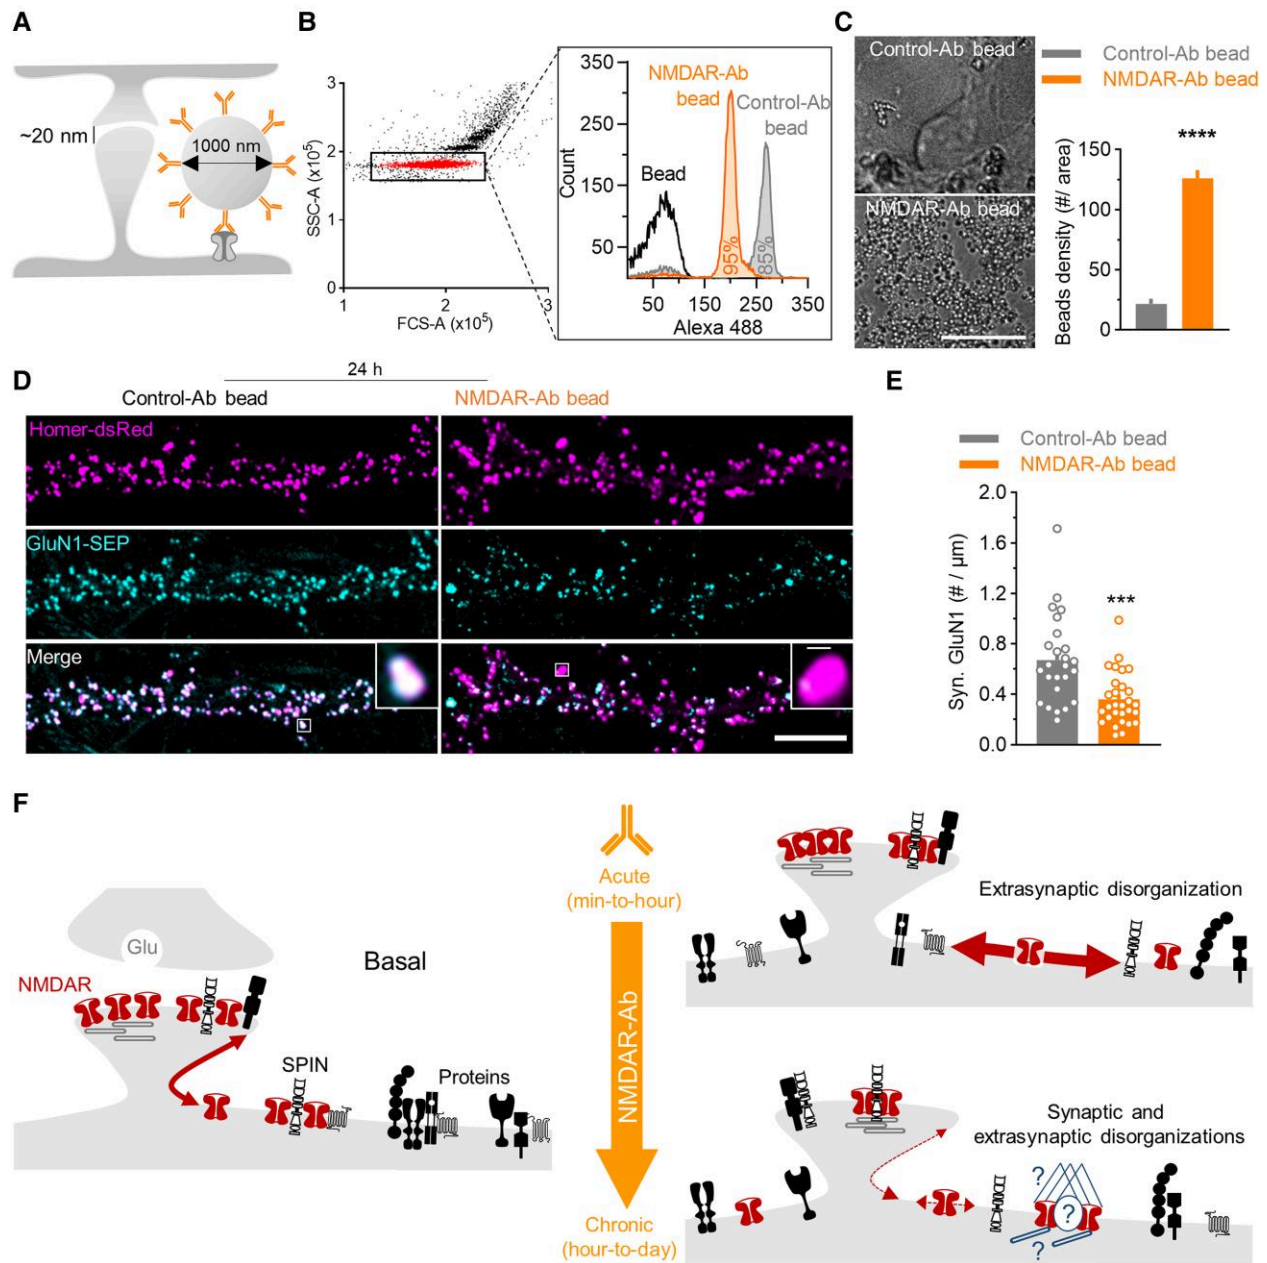 A
~20 nm
1000 nm
B
3
2
1
0
SSC-A (x10⁵)
1
2
3
FCS-A (x10⁵)
350
250
150
50
Count
NMDAR-Ab
bead
Control-Ab
bead
Bead
95%
85%
50
150
250
350
Alexa 488
C
Control-Ab bead
NMDAR-Ab bead
Control-Ab bead
NMDAR-Ab bead
****
150
100
50
0
Beads density (#/ area)
D
24 h
Control-Ab bead
NMDAR-Ab bead
Homer-dsRed
GluN1-SEP
Merge
E
Control-Ab bead
NMDAR-Ab bead
2.0
1.6
1.2
0.8
0.4
0.0
Syn. GluN1 (# / µm)
***
F
Glu
NMDAR
Basal
SPIN
Proteins
Acute
(min-to-hour)
NMDAR-Ab
Chronic
(hour-to-day)
Extrasynaptic disorganization
Synaptic and
extrasynaptic disorganizations
?
?
?